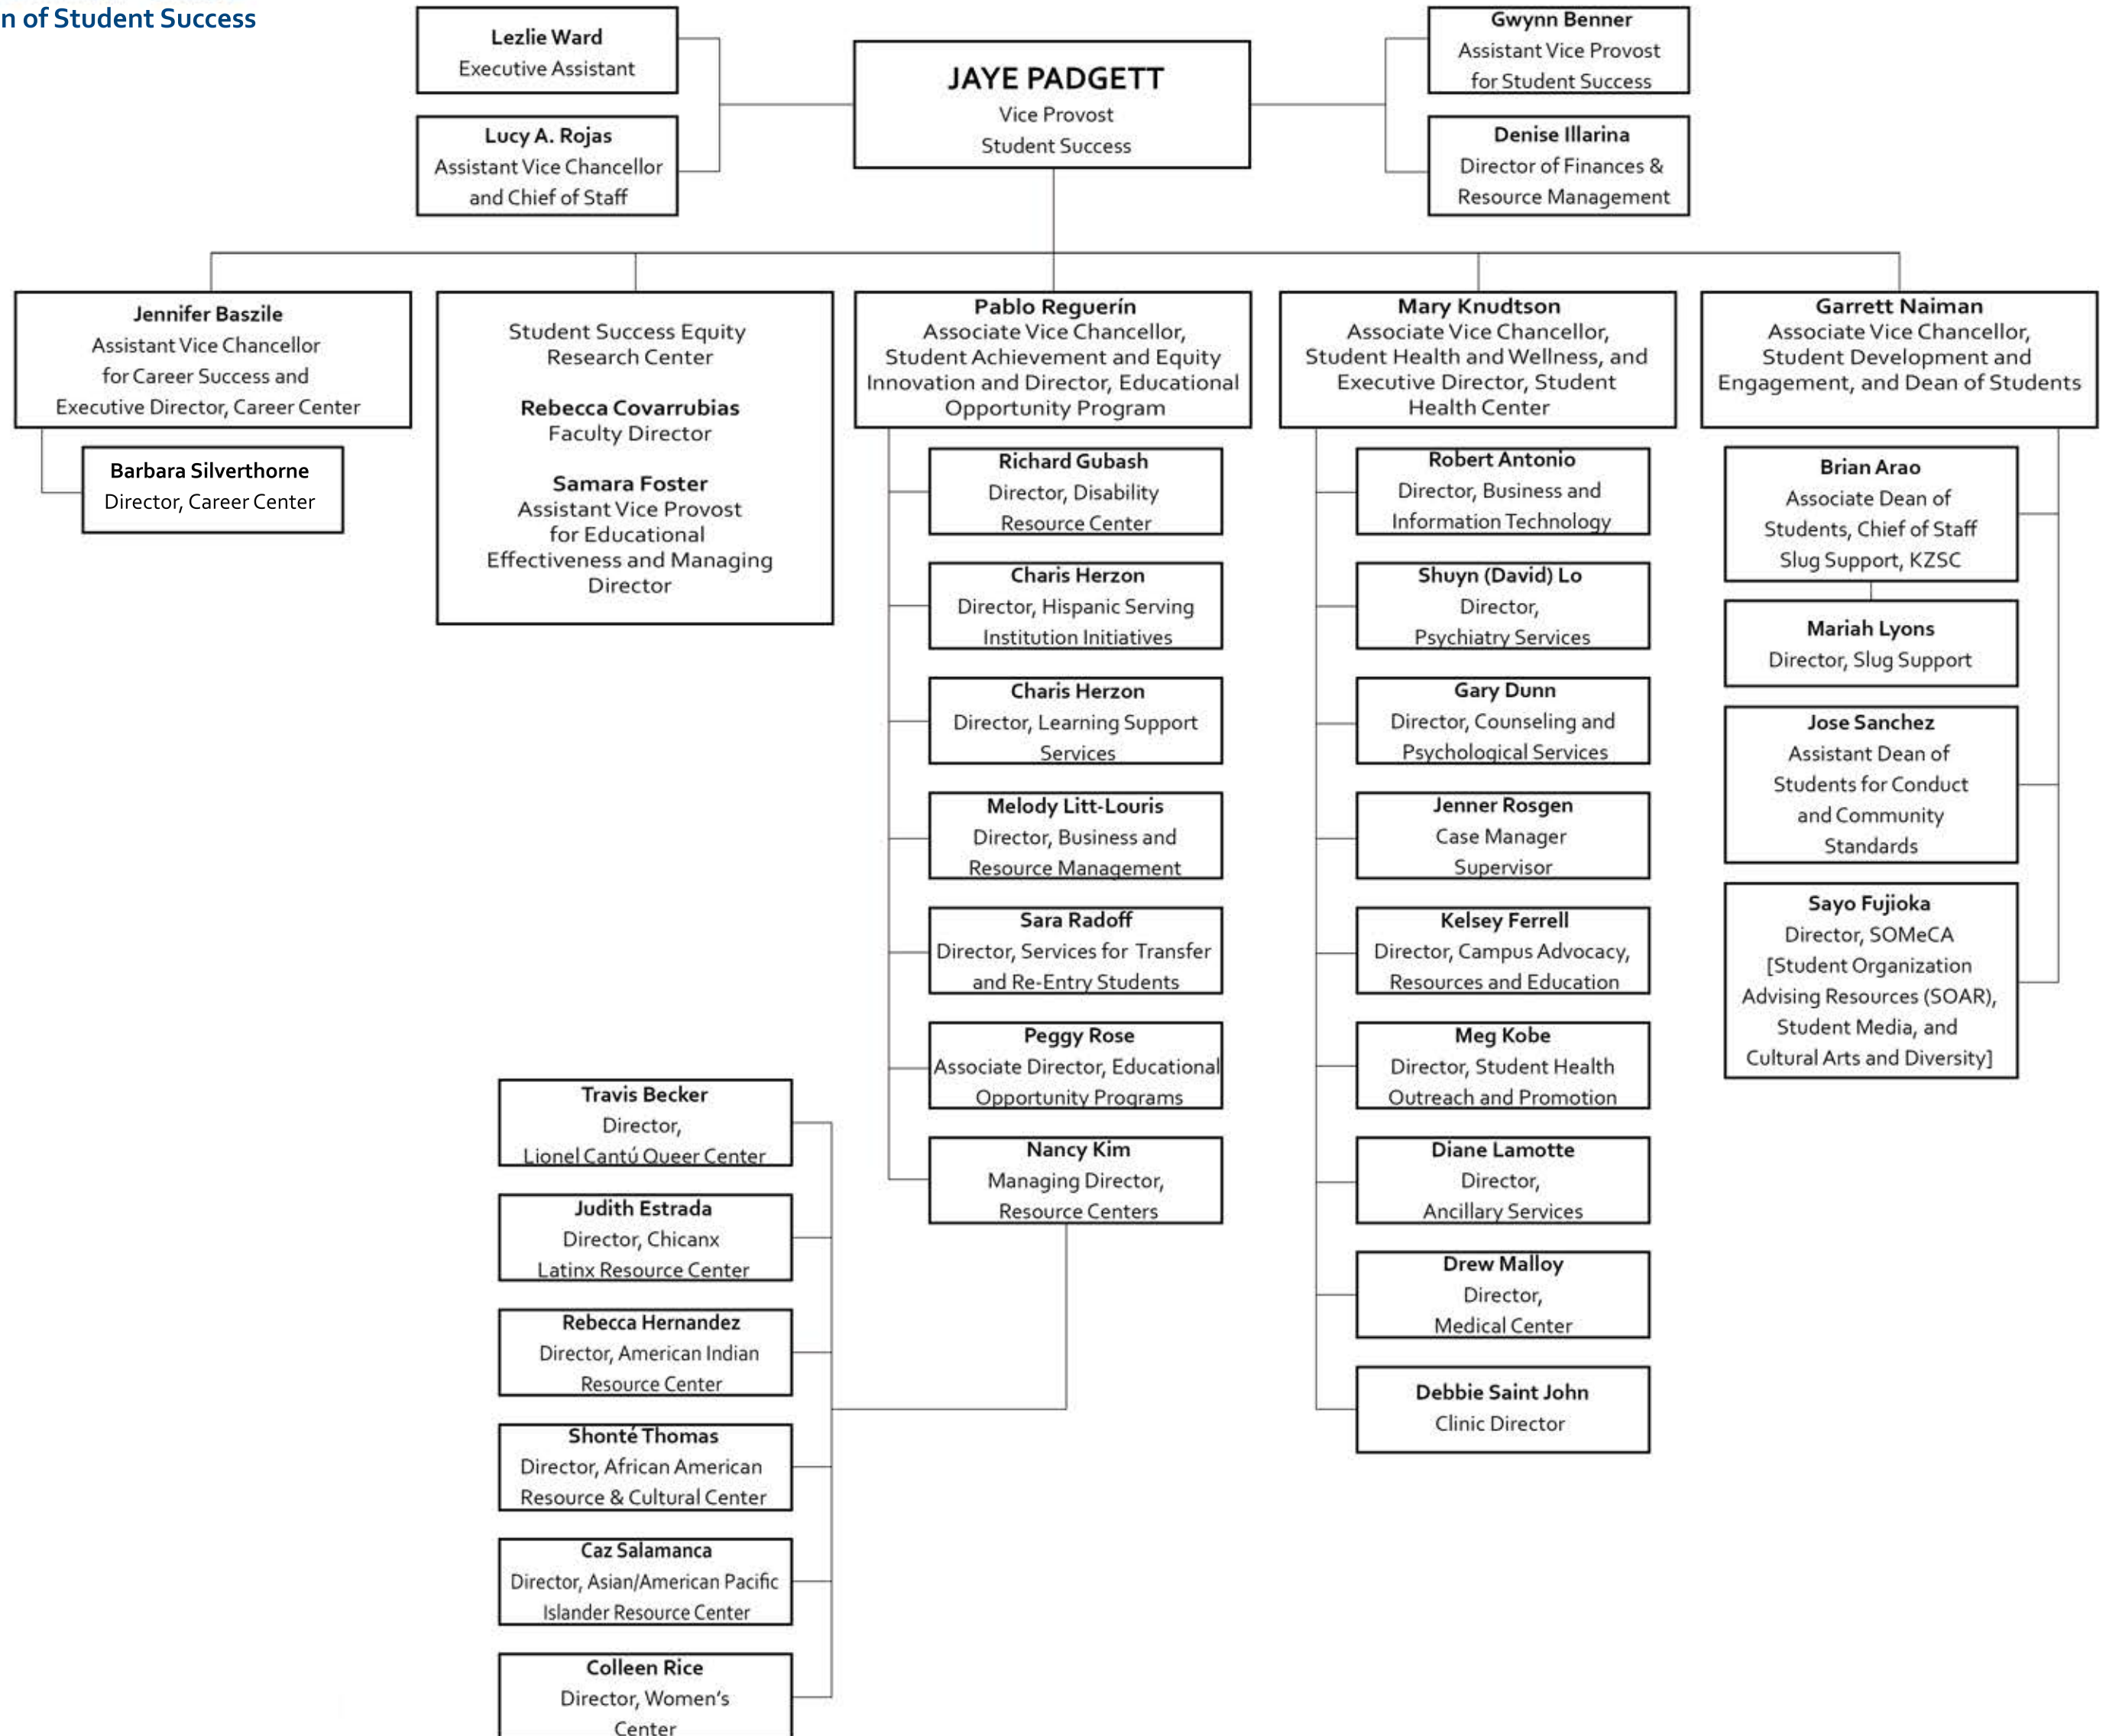 n of Student Success
Lezlie Ward
Executive Assistant
Lucy A. Rojas
Assistant Vice Chancellor
and Chief of Staff
JAYE PADGETT
Vice Provost
Student Success
Gwynn Benner
Assistant Vice Provost
for Student Success
Denise Illarina
Director of Finances &
Resource Management
Jennifer Baszile
Assistant Vice Chancellor
for Career Success and
Executive Director, Career Center
Barbara Silverthorne
Director, Career Center
Student Success Equity
Research Center
Rebecca Covarrubias
Faculty Director
Samara Foster
Assistant Vice Provost
for Educational
Effectiveness and Managing
Director
Pablo Reguerín
Associate Vice Chancellor,
Student Achievement and Equity
Innovation and Director, Educational
Opportunity Program
Richard Gubash
Director, Disability
Resource Center
Charis Herzon
Director, Hispanic Serving
Institution Initiatives
Charis Herzon
Director, Learning Support
Services
Melody Litt-Louris
Director, Business and
Resource Management
Sara Radoff
Director, Services for Transfer
and Re-Entry Students
Peggy Rose
Associate Director, Educational
Opportunity Programs
Nancy Kim
Managing Director,
Resource Centers
Travis Becker
Director,
Lionel Cantú Queer Center
Judith Estrada
Director, Chicanx
Latinx Resource Center
Rebecca Hernandez
Director, American Indian
Resource Center
Shonté Thomas
Director, African American
Resource & Cultural Center
Caz Salamanca
Director, Asian/American Pacific
Islander Resource Center
Colleen Rice
Director, Women's
Center
Mary Knudtson
Associate Vice Chancellor,
Student Health and Wellness, and
Executive Director, Student
Health Center
Robert Antonio
Director, Business and
Information Technology
Shuyn (David) Lo
Director,
Psychiatry Services
Gary Dunn
Director, Counseling and
Psychological Services
Jenner Rosgen
Case Manager
Supervisor
Kelsey Ferrell
Director, Campus Advocacy,
Resources and Education
Meg Kobe
Director, Student Health
Outreach and Promotion
Diane Lamotte
Director,
Ancillary Services
Drew Malloy
Director,
Medical Center
Debbie Saint John
Clinic Director
Garrett Naiman
Associate Vice Chancellor,
Student Development and
Engagement, and Dean of Students
Brian Arao
Associate Dean of
Students, Chief of Staff
Slug Support, KZSC
Mariah Lyons
Director, Slug Support
Jose Sanchez
Assistant Dean of
Students for Conduct
and Community
Standards
Sayo Fujioka
Director, SOMeCA
[Student Organization
Advising Resources (SOAR),
Student Media, and
Cultural Arts and Diversity]